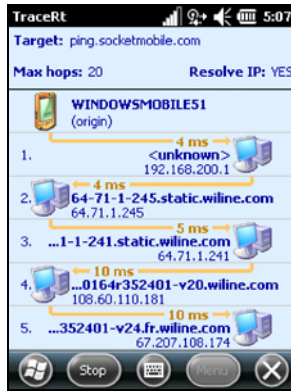 TraceRt 5:07
Target: ping.socketmobile.com
Max hops: 20 Resolve IP: YES
WINDOWSMOBILE51
(origin)
4 ms
1. <unknown>
192.168.200.1
4 ms
2. 64-71-1-245.static.wiline.com
64.71.1.245
5 ms
3. ...1-1-241.static.wiline.com
64.71.1.241
10 ms
4. ...0164r352401-v20.wiline.com
108.60.110.181
10 ms
5. ...352401-v24.fr.wiline.com
67.207.108.174
Stop Menu